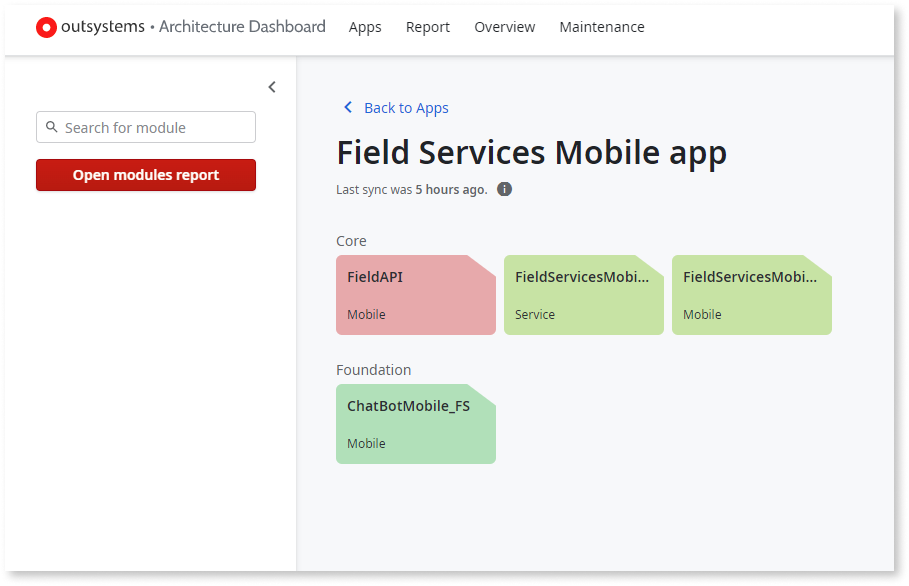 outsystems • Architecture Dashboard Apps Report Overview Maintenance
Search for module
Open modules report
Back to Apps
Field Services Mobile app
Last sync was 5 hours ago.
Core
FieldAPI
Mobile
FieldServicesMobi...
Service
FieldServicesMobi...
Mobile
Foundation
ChatBotMobile_FS
Mobile